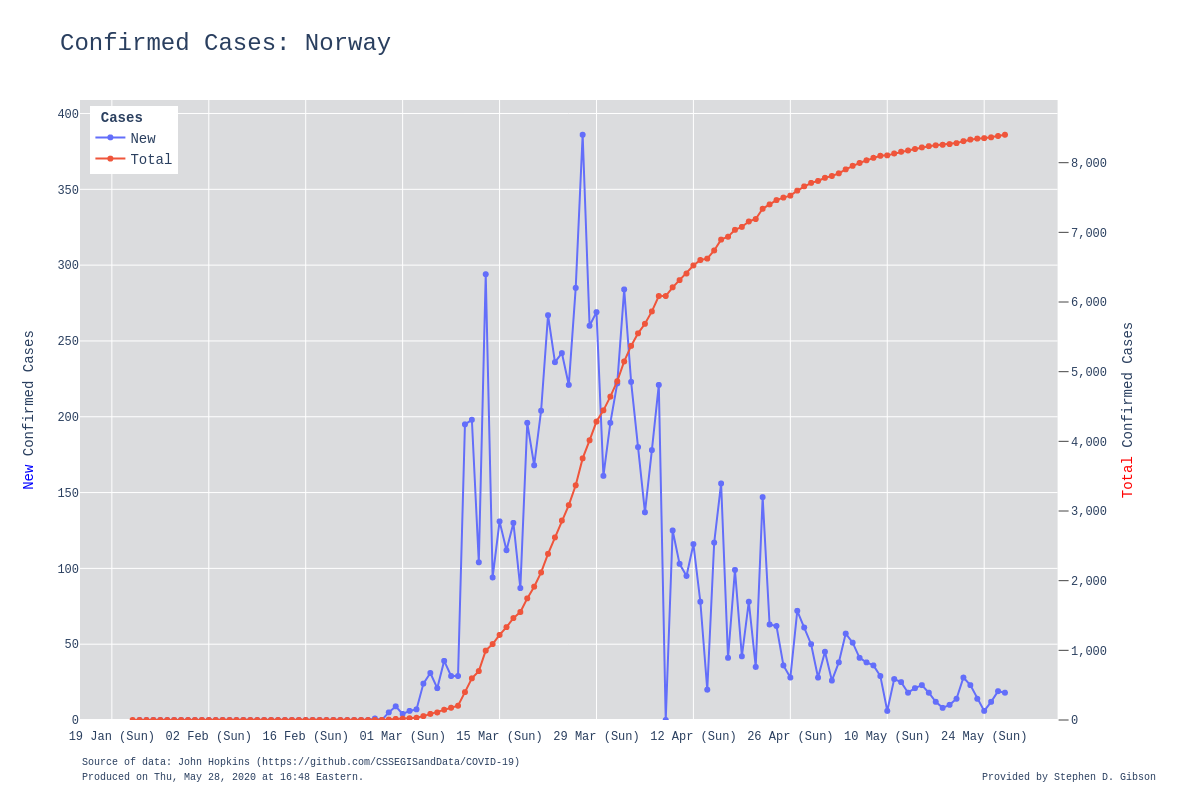 Confirmed Cases: Norway
Cases
New
Total
400
350
300
250
200
150
100
50
0
New Confirmed Cases
8,000
7,000
6,000
5,000
4,000
3,000
2,000
1,000
0
Total Confirmed Cases
19 Jan (Sun) 02 Feb (Sun) 16 Feb (Sun) 01 Mar (Sun) 15 Mar (Sun) 29 Mar (Sun) 12 Apr (Sun) 26 Apr (Sun) 10 May (Sun) 24 May (Sun)
Source of data: John Hopkins (https://github.com/CSSEGISandData/COVID-19)
Produced on Thu, May 28, 2020 at 16:48 Eastern.
Provided by Stephen D. Gibson